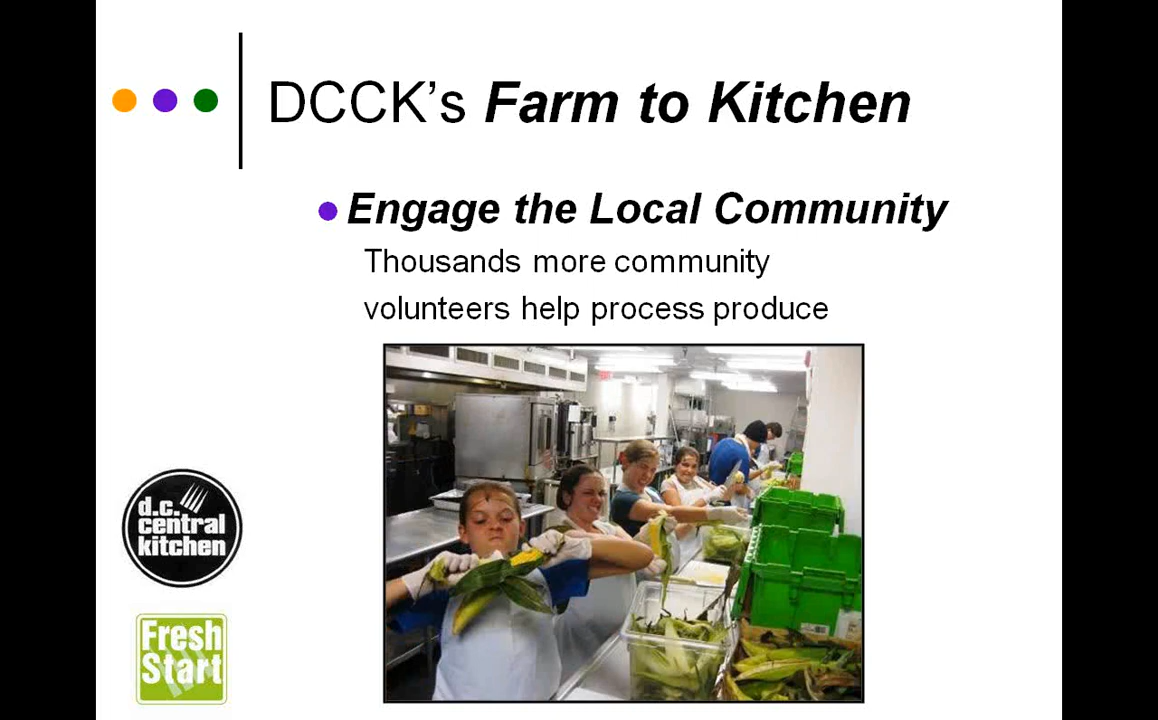 DCCK's Farm to Kitchen
Engage the Local Community
Thousands more community
volunteers help process produce
d.c.
central
kitchen
Fresh
Start